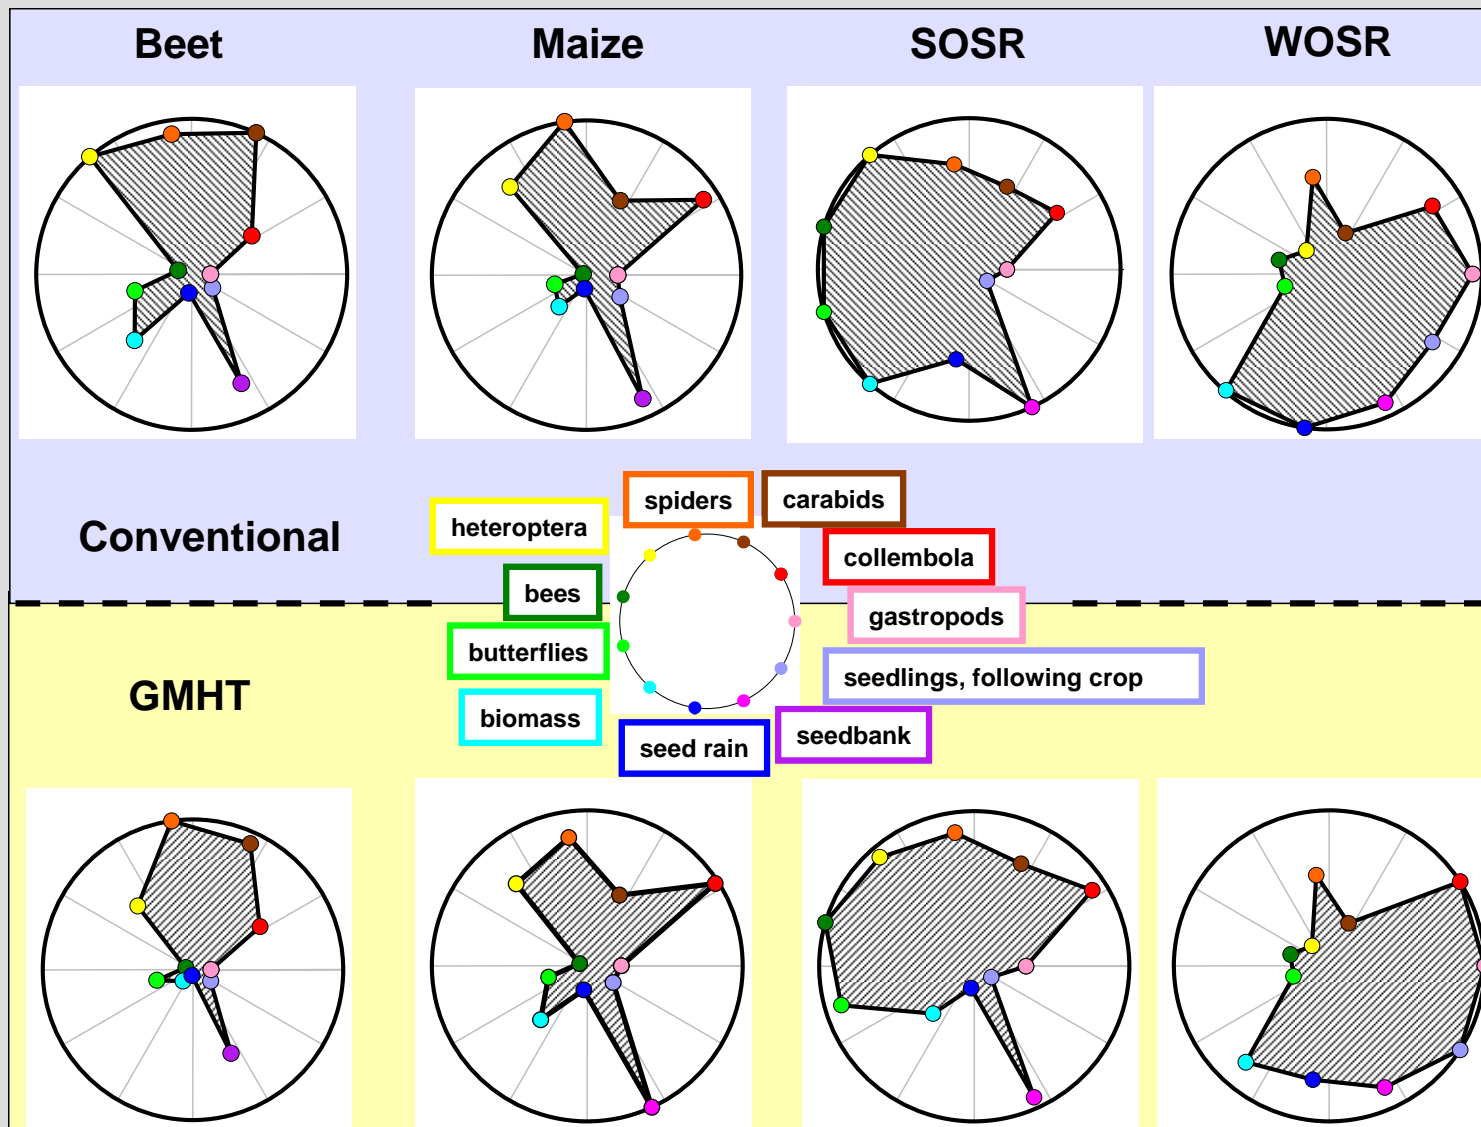 Beet
Maize
SOSR
WOSR
Conventional
heteroptera
spiders
carabids
collembola
bees
gastropods
butterflies
seedlings, following crop
GMHT
biomass
seed rain
seedbank